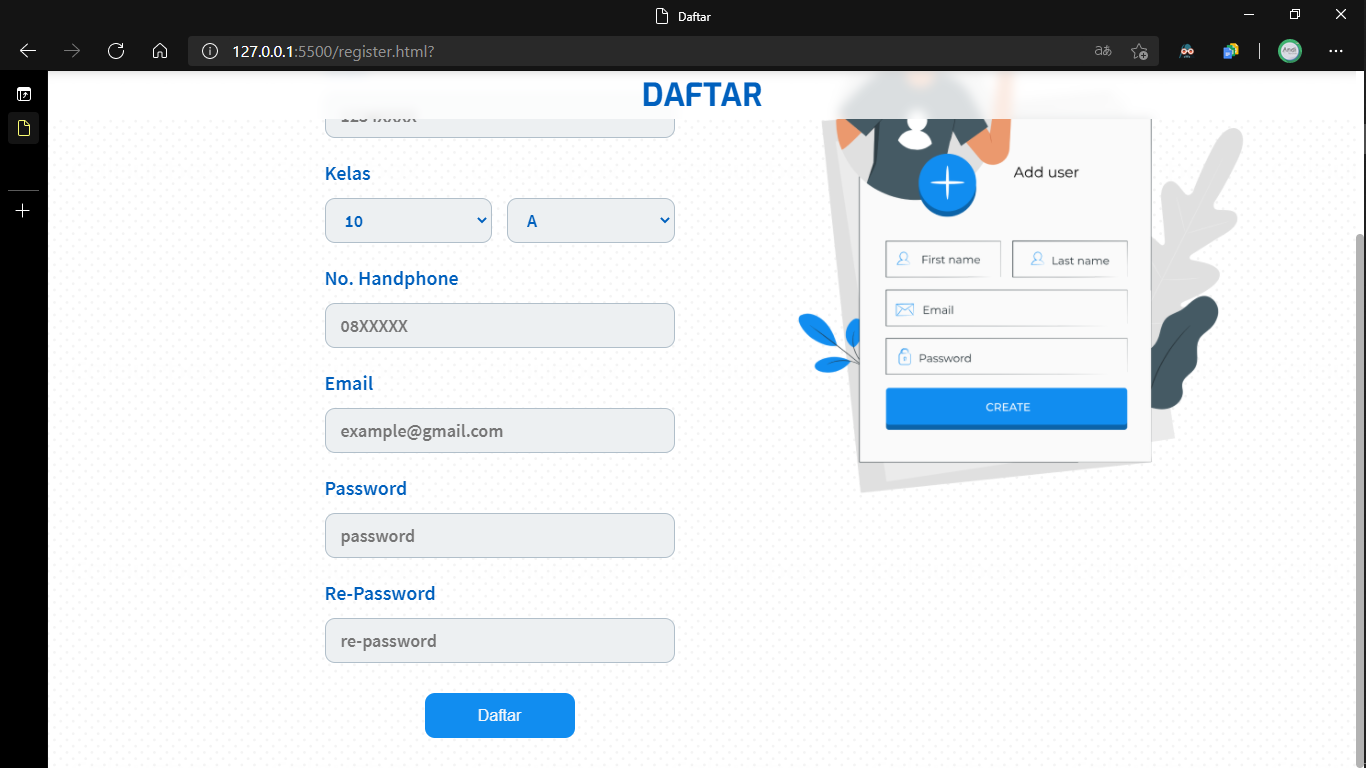 Daftar
127.0.0.1:5500/register.html?
DAFTAR
Kelas
10
A
No. Handphone
08XXXXX
Email
example@gmail.com
Password
password
Re-Password
re-password
Daftar
Add user
First name
Last name
Email
Password
CREATE